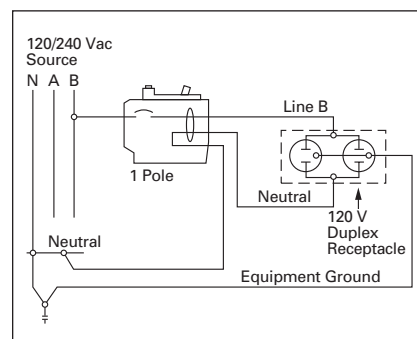 120/240 Vac
Source
N A B
Line B
1 Pole
Neutral
120 V
Duplex
Receptacle
Neutral
Equipment Ground